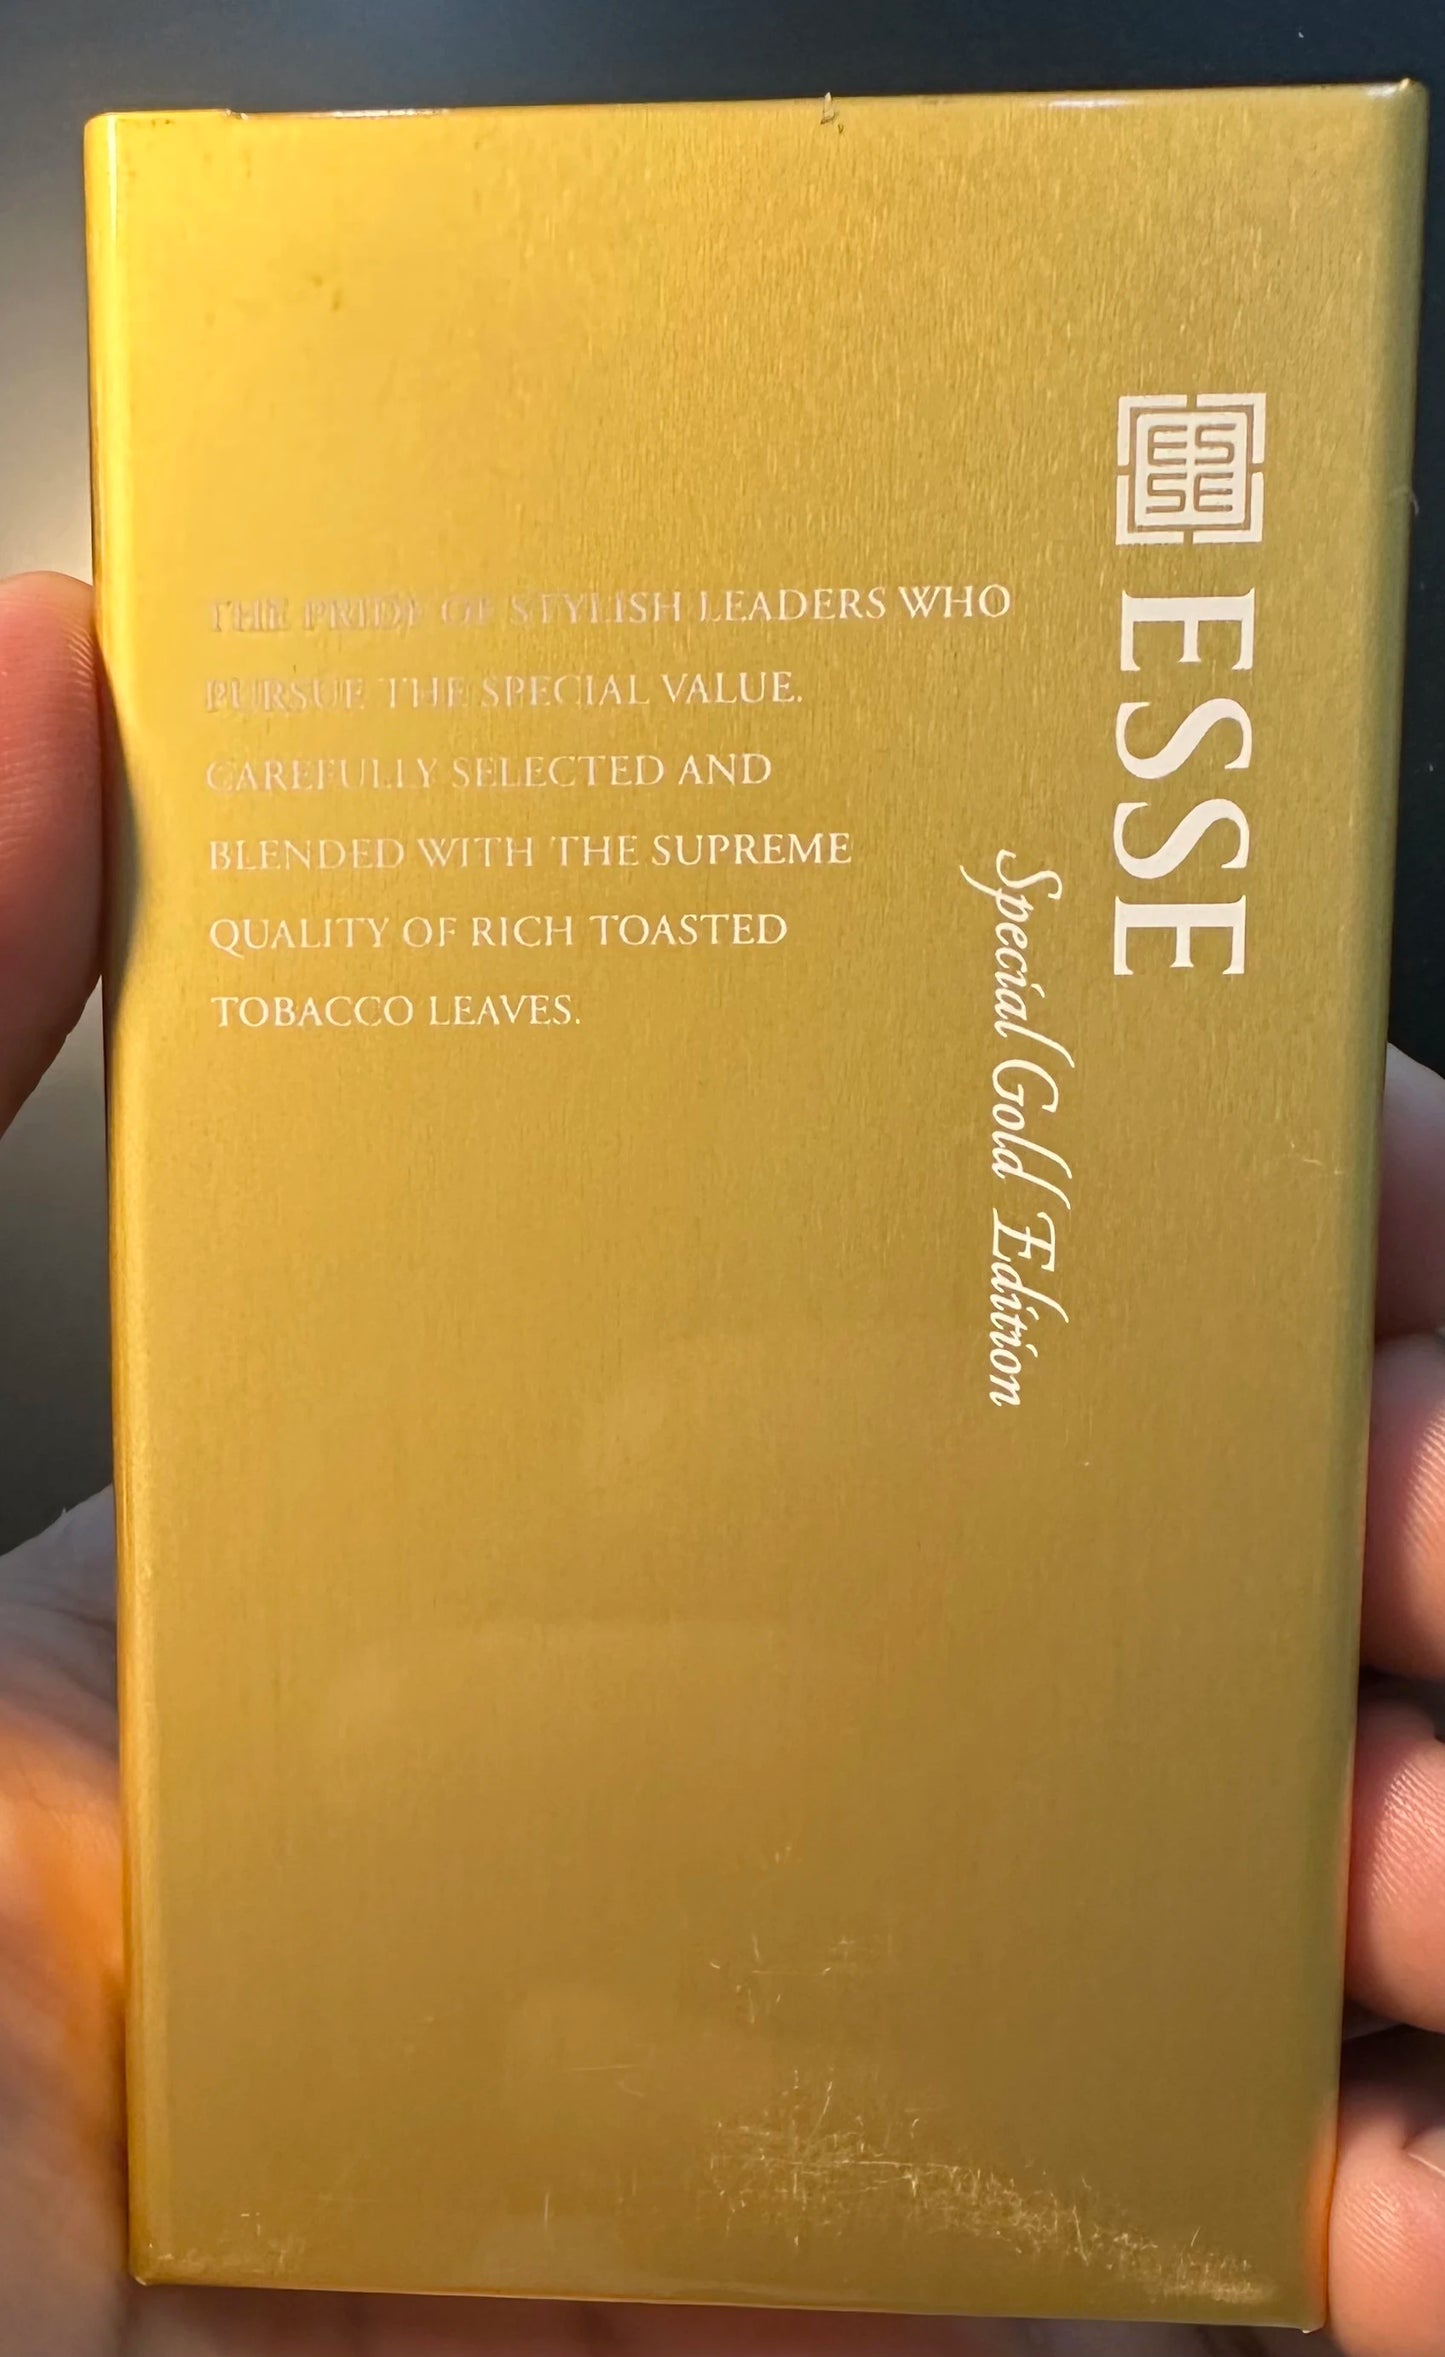 THE PRIDE OF STYLISH LEADERS WHO
PURSUE THE SPECIAL VALUE.
CAREFULLY SELECTED AND
BLENDED WITH THE SUPREME
QUALITY OF RICH TOASTED
TOBACCO LEAVES.
ES
SE
ESSE
Special Gold Edition